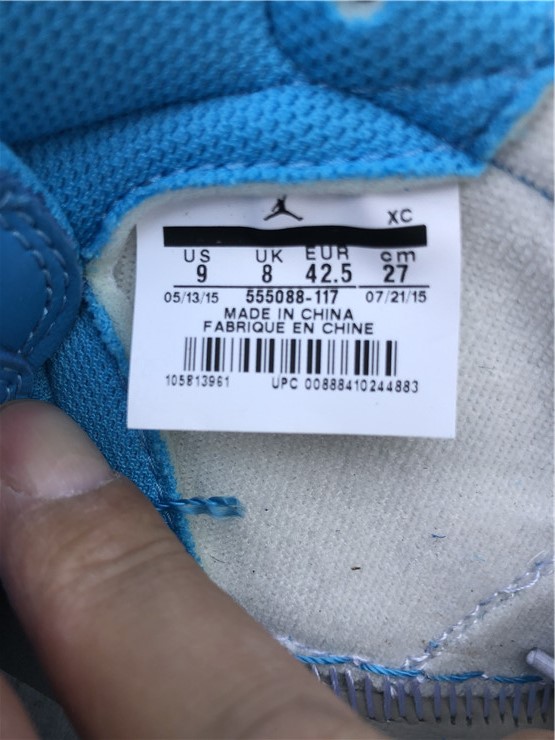 XC
US UK EUR cm
9 8 42.5 27
05/13/15 555088-117 07/21/15
MADE IN CHINA
FABRIQUE EN CHINE
105813961 UPC 00888410244883